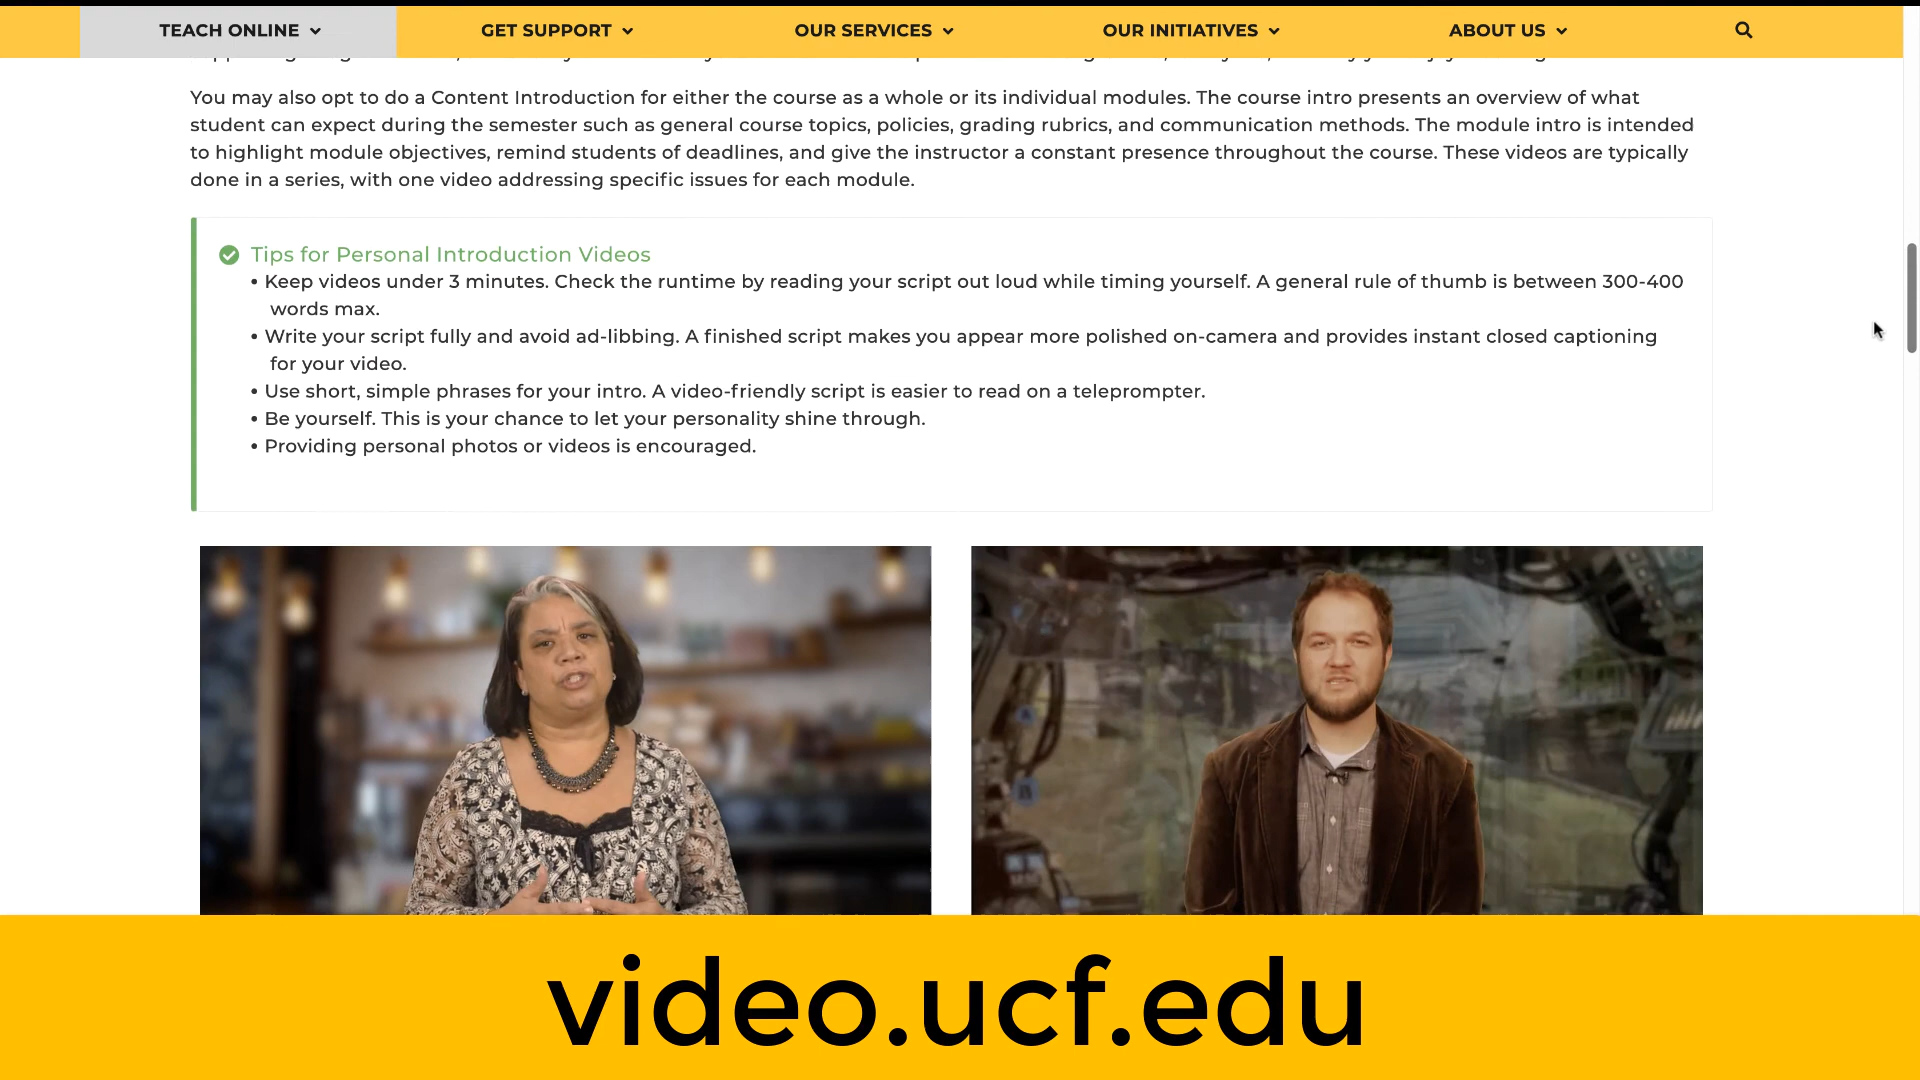 TEACH ONLINE
GET SUPPORT
OUR SERVICES
OUR INITIATIVES
ABOUT US
You may also opt to do a Content Introduction for either the course as a whole or its individual modules. The course intro presents an overview of what
student can expect during the semester such as general course topics, policies, grading rubrics, and communication methods. The module intro is intended
to highlight module objectives, remind students of deadlines, and give the instructor a constant presence throughout the course. These videos are typically
done in a series, with one video addressing specific issues for each module.
Tips for Personal Introduction Videos
• Keep videos under 3 minutes. Check the runtime by reading your script out loud while timing yourself. A general rule of thumb is between 300-400
words max.
• Write your script fully and avoid ad-libbing. A finished script makes you appear more polished on-camera and provides instant closed captioning
for your video.
• Use short, simple phrases for your intro. A video-friendly script is easier to read on a teleprompter.
• Be yourself. This is your chance to let your personality shine through.
• Providing personal photos or videos is encouraged.
A
B
video.ucf.edu